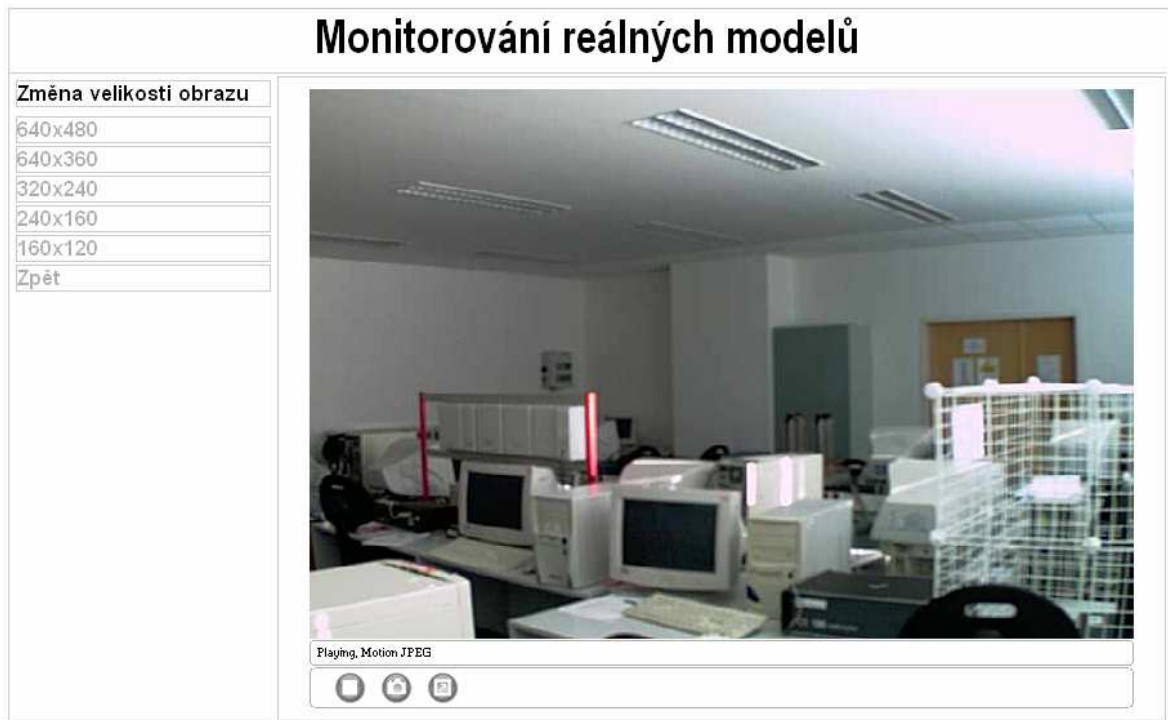 Monitorování reálných modelů
Změna velikosti obrazu
640x480
640x360
320x240
240x160
160x120
Zpět
Playing, Motion JPEG